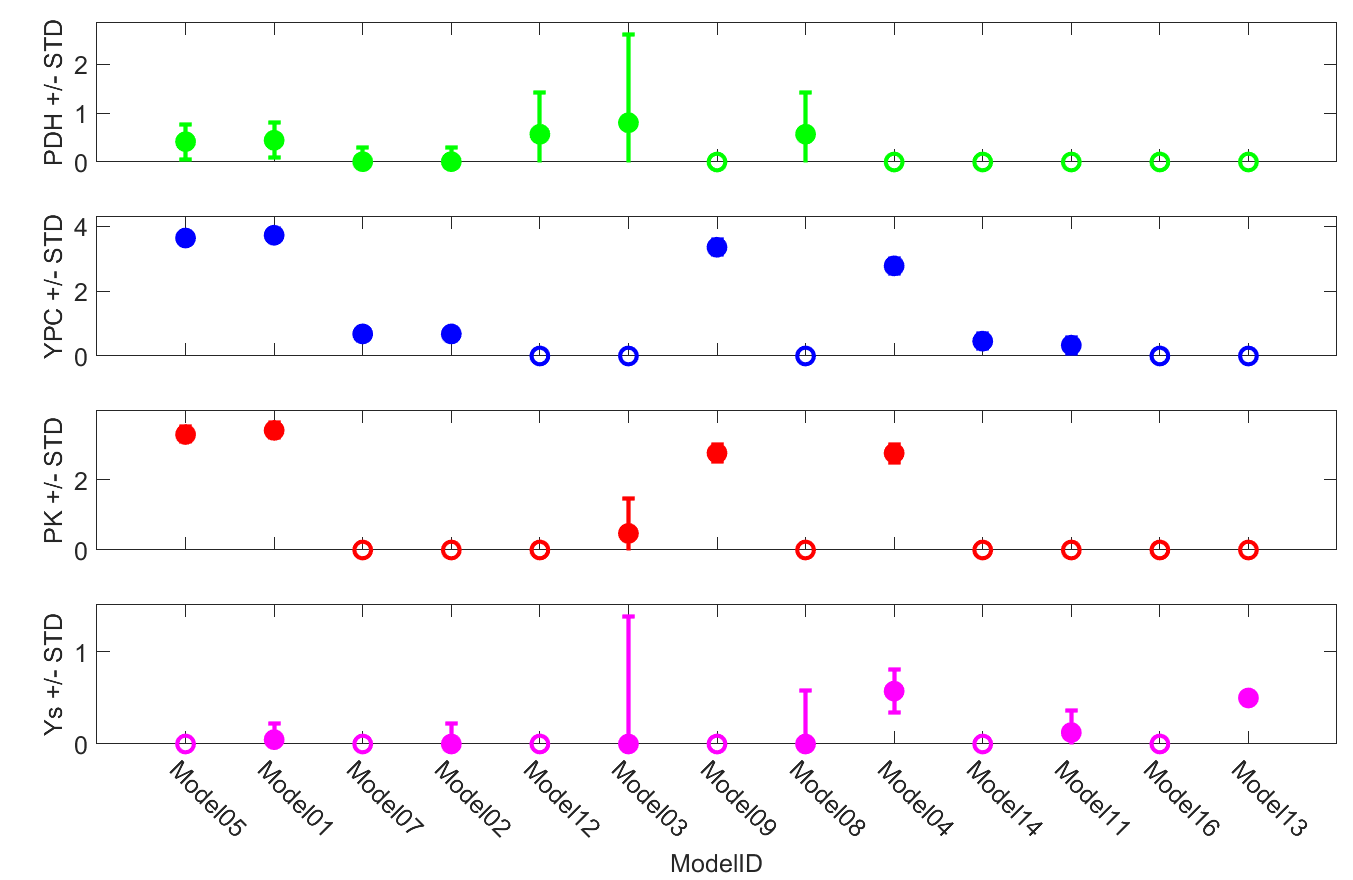 PDH +/- STD
2
1
0
YPC +/- STD
4
2
0
PK +/- STD
2
0
Ys +/- STD
1
0
Model05
Model01
Model07
Model02
Model12
Model03
Model09
Model08
Model04
Model14
Model11
Model16
Model13
ModelID